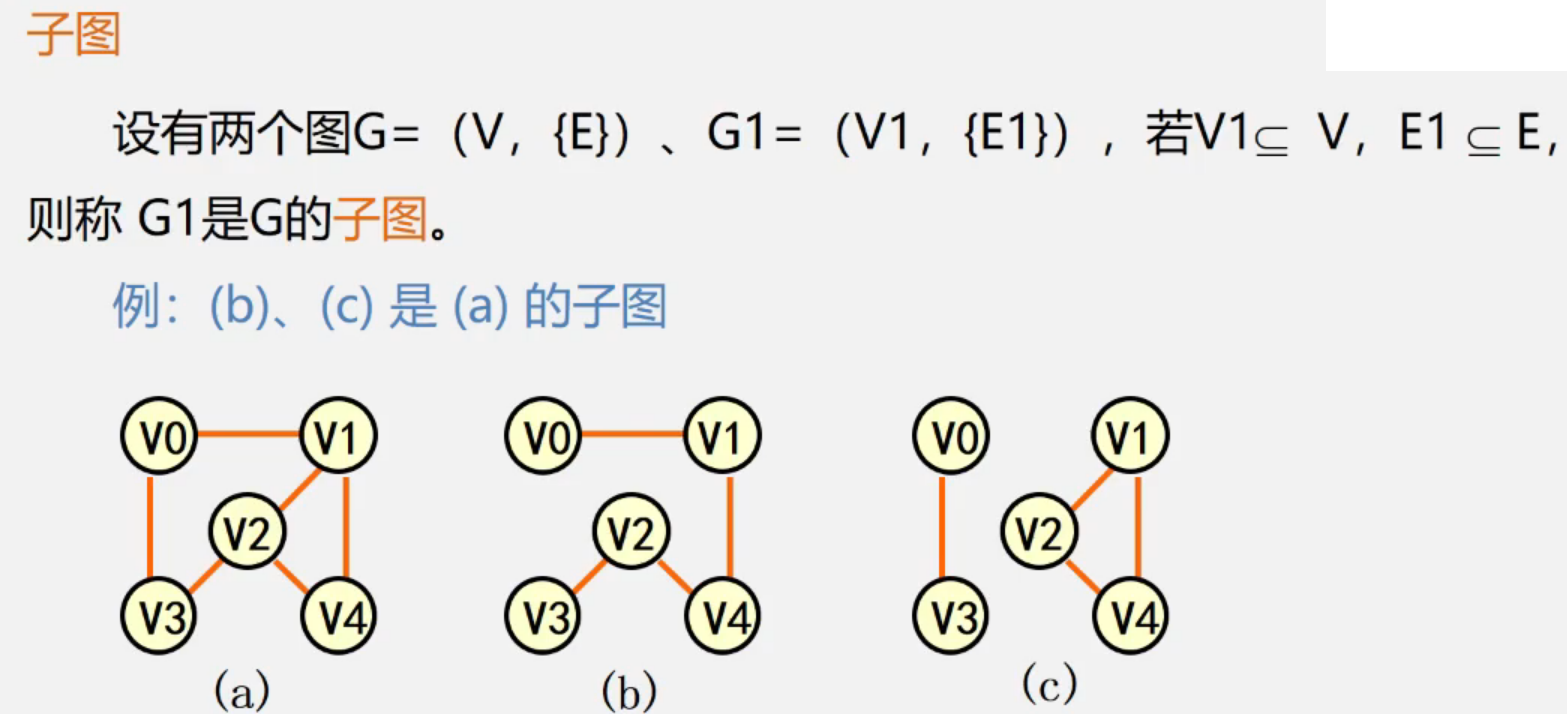 子图
设有两个图G=（V，{E}）、G1=（V1，{E1}），若V1⊆ V，E1 ⊆ E，
则称 G1是G的子图。
例：(b)、(c) 是 (a) 的子图
V0 V1 V0 V1 V0 V1
V2 V2 V2
V3 V4 V3 V4 V3 V4
(a) (b) (c)